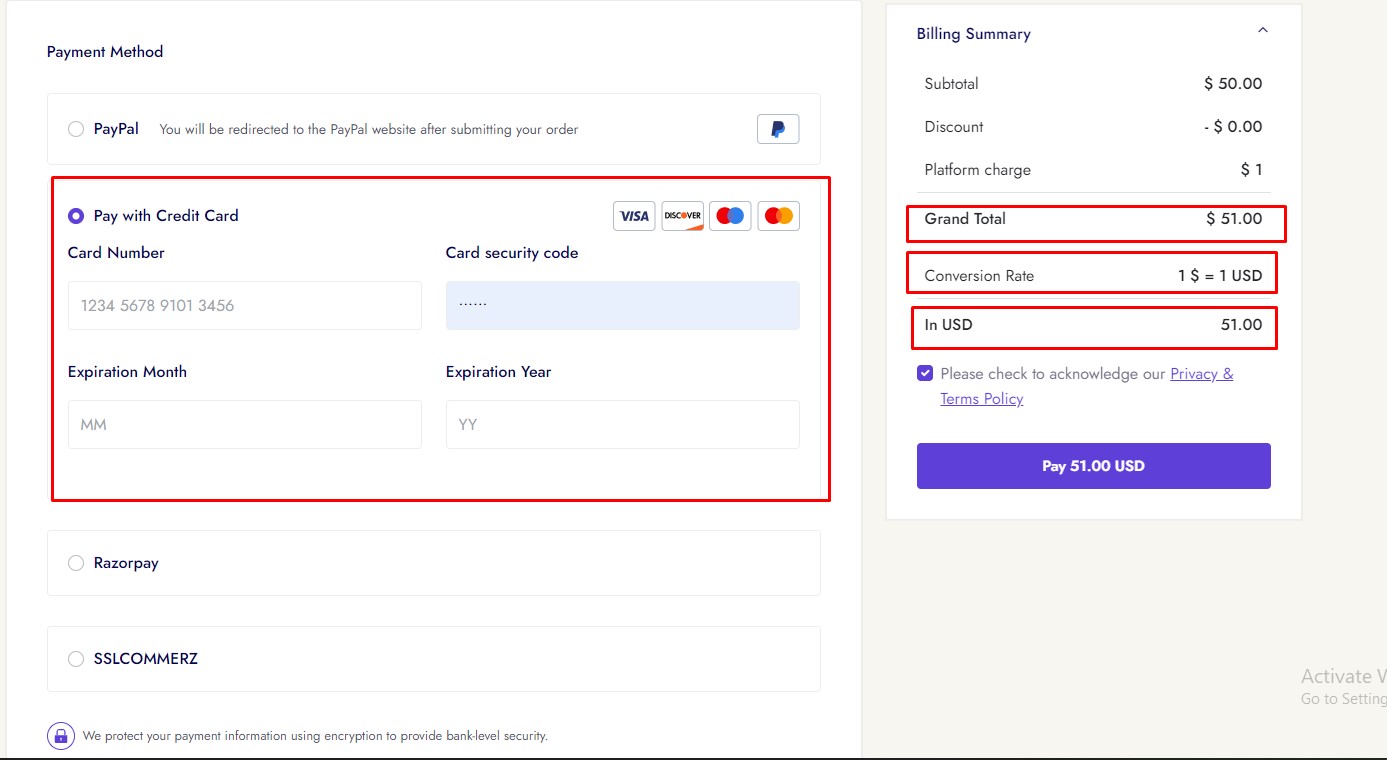 Payment Method
PayPal You will be redirected to the PayPal website after submitting your order
Pay with Credit Card VISA DISCOVER
Card Number Card security code
1234 5678 9101 3456 ......
Expiration Month Expiration Year
MM YY
Razorpay
SSLCOMMERZ
We protect your payment information using encryption to provide bank-level security.
Billing Summary
Subtotal $ 50.00
Discount - $ 0.00
Platform charge $ 1
Grand Total $ 51.00
Conversion Rate 1 $ = 1 USD
In USD 51.00
Please check to acknowledge our Privacy &
Terms Policy
Pay 51.00 USD
Activate
Go to Setting